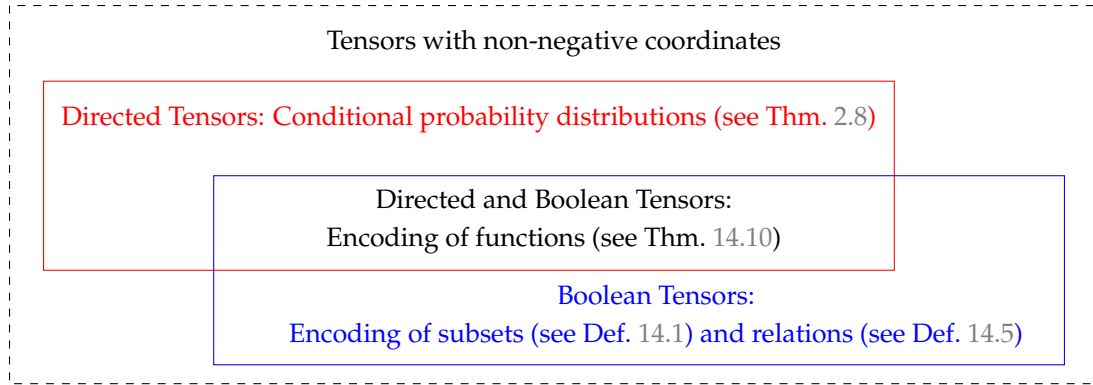 Tensors with non-negative coordinates
Directed Tensors: Conditional probability distributions (see Thm. 2.8)
Directed and Boolean Tensors:
Encoding of functions (see Thm. 14.10)
Boolean Tensors:
Encoding of subsets (see Def. 14.1) and relations (see Def. 14.5)